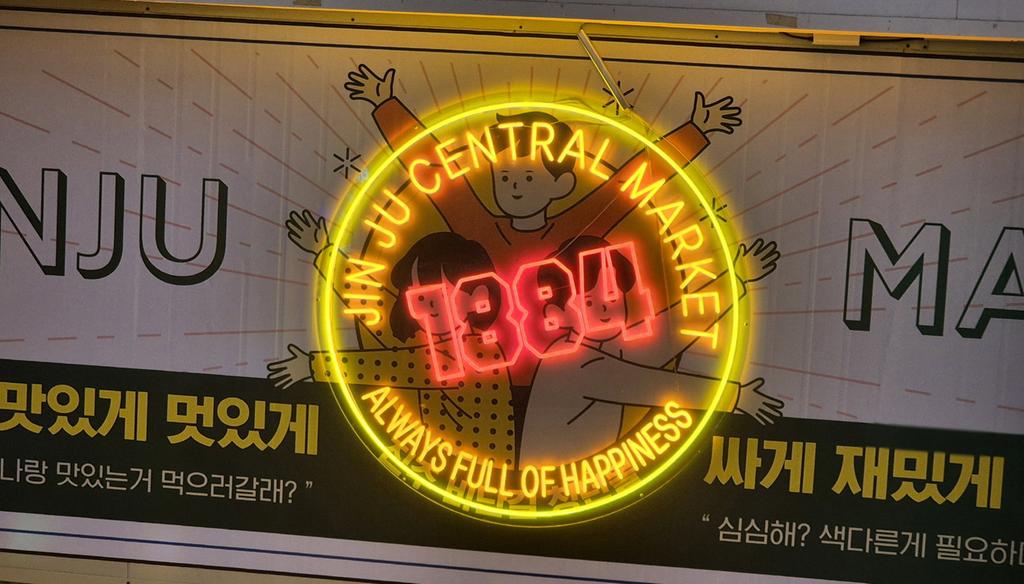 JIN JU CENTRAL MARKET
1884
ALWAYS FULL OF HAPPINESS
NJU
MA
맛있게 멋있게
나랑 맛있는거 먹으러갈래? ”
싸게 재밌게
“ 심심해? 색다른게 필요하